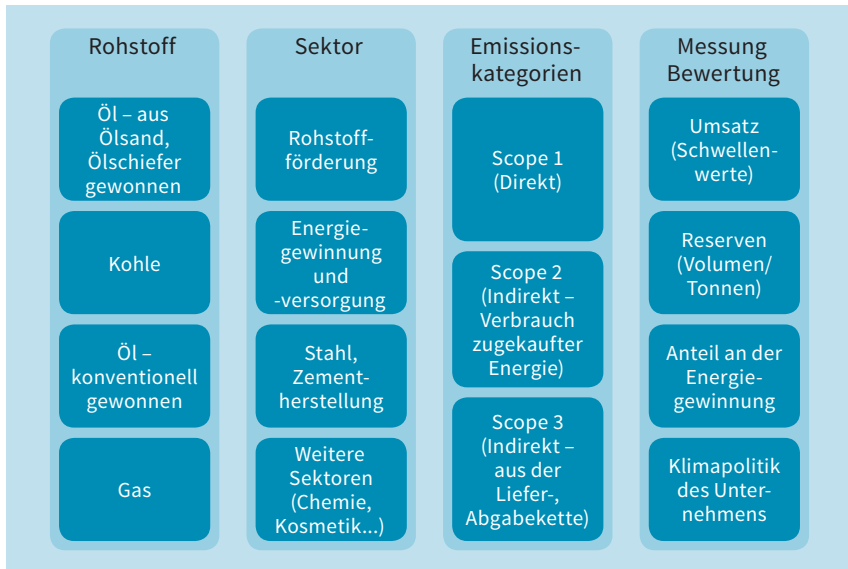 Rohstoff
Öl – aus
Ölsand,
Ölschiefer
gewonnen
Kohle
Öl –
konventionell
gewonnen
Gas
Sektor
Rohstoff-
förderung
Energie-
gewinnung
und
-versorgung
Stahl,
Zement-
herstellung
Weitere
Sektoren
(Chemie,
Kosmetik...)
Emissions-
kategorien
Scope 1
(Direkt)
Scope 2
(Indirekt –
Verbrauch
zugekaufter
Energie)
Scope 3
(Indirekt –
aus der
Liefer-,
Abgabekette)
Messung
Bewertung
Umsatz
(Schwellen-
werte)
Reserven
(Volumen/
Tonnen)
Anteil an der
Energie-
gewinnung
Klimapolitik
des Unter-
nehmens